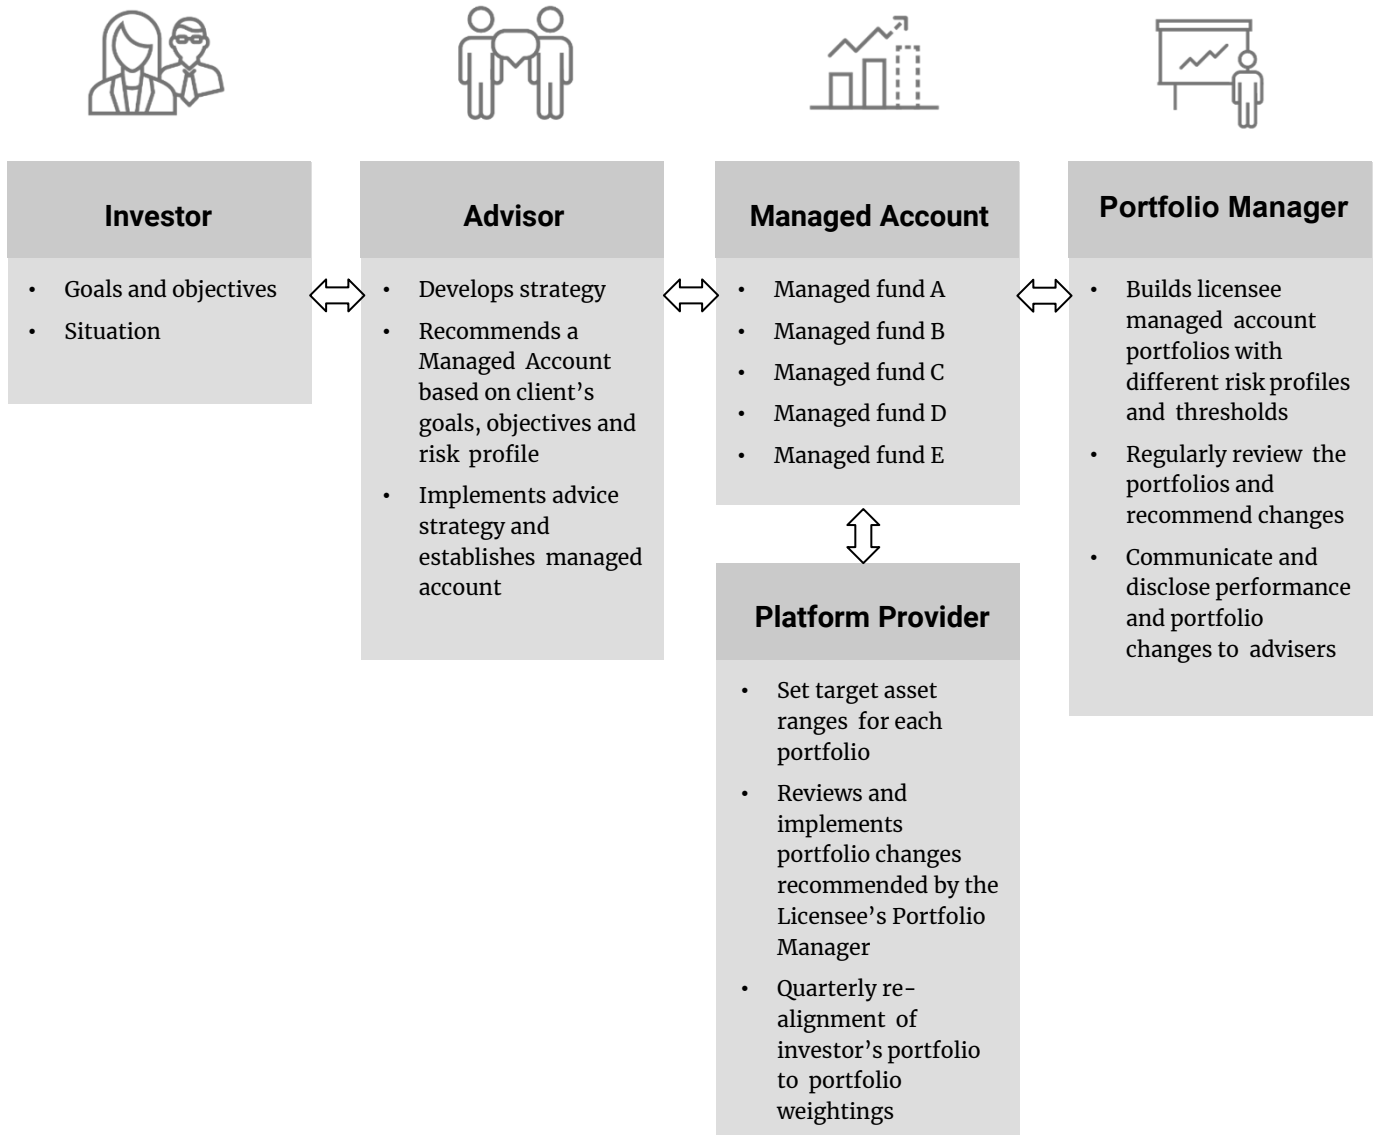 Investor
• Goals and objectives
• Situation
Advisor
• Develops strategy
• Recommends a
Managed Account
based on client’s
goals, objectives and
risk profile
• Implements advice
strategy and
establishes managed
account
Managed Account
• Managed fund A
• Managed fund B
• Managed fund C
• Managed fund D
• Managed fund E
Portfolio Manager
• Builds licensee
managed account
portfolios with
different risk profiles
and thresholds
• Regularly review the
portfolios and
recommend changes
• Communicate and
disclose performance
and portfolio
changes to advisers
Platform Provider
• Set target asset
ranges for each
portfolio
• Reviews and
implements
portfolio changes
recommended by the
Licensee’s Portfolio
Manager
• Quarterly re-
alignment of
investor’s portfolio
to portfolio
weightings